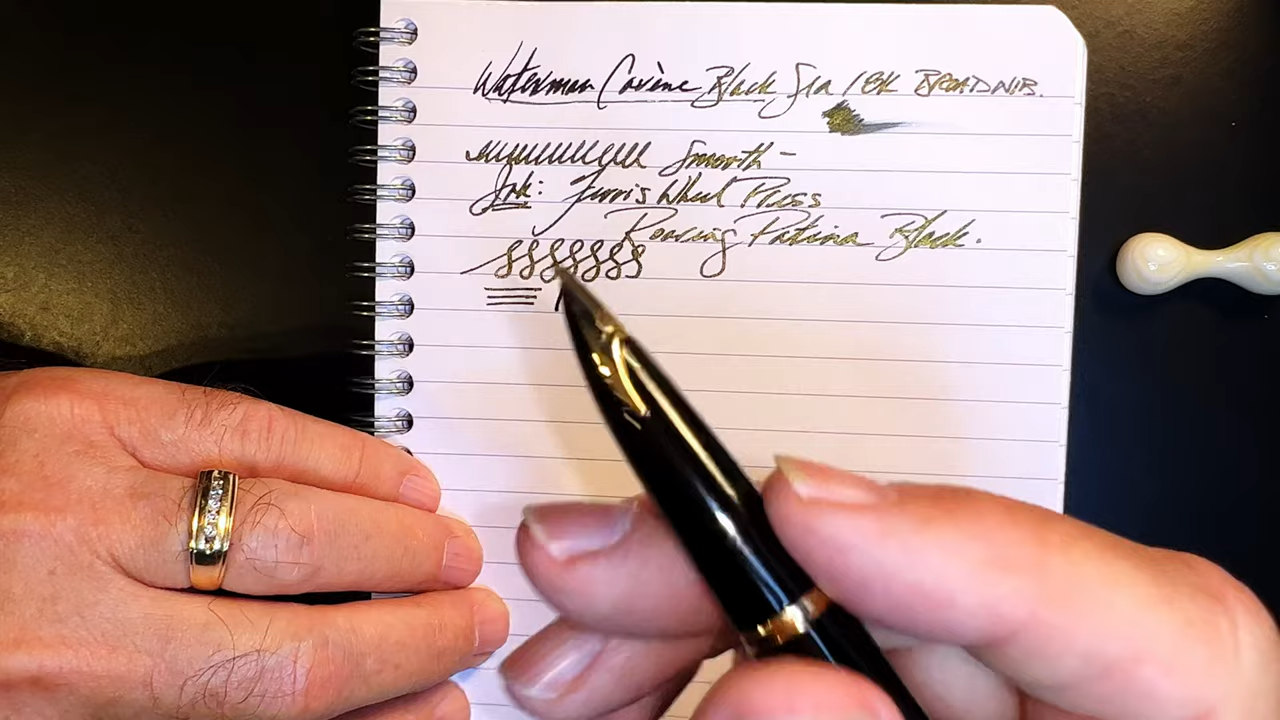 Waterman Carène Black Sea 18K BROAD NIB.
Smooth –
Ink: Ferris Wheel Press
Roaring Patina Black.